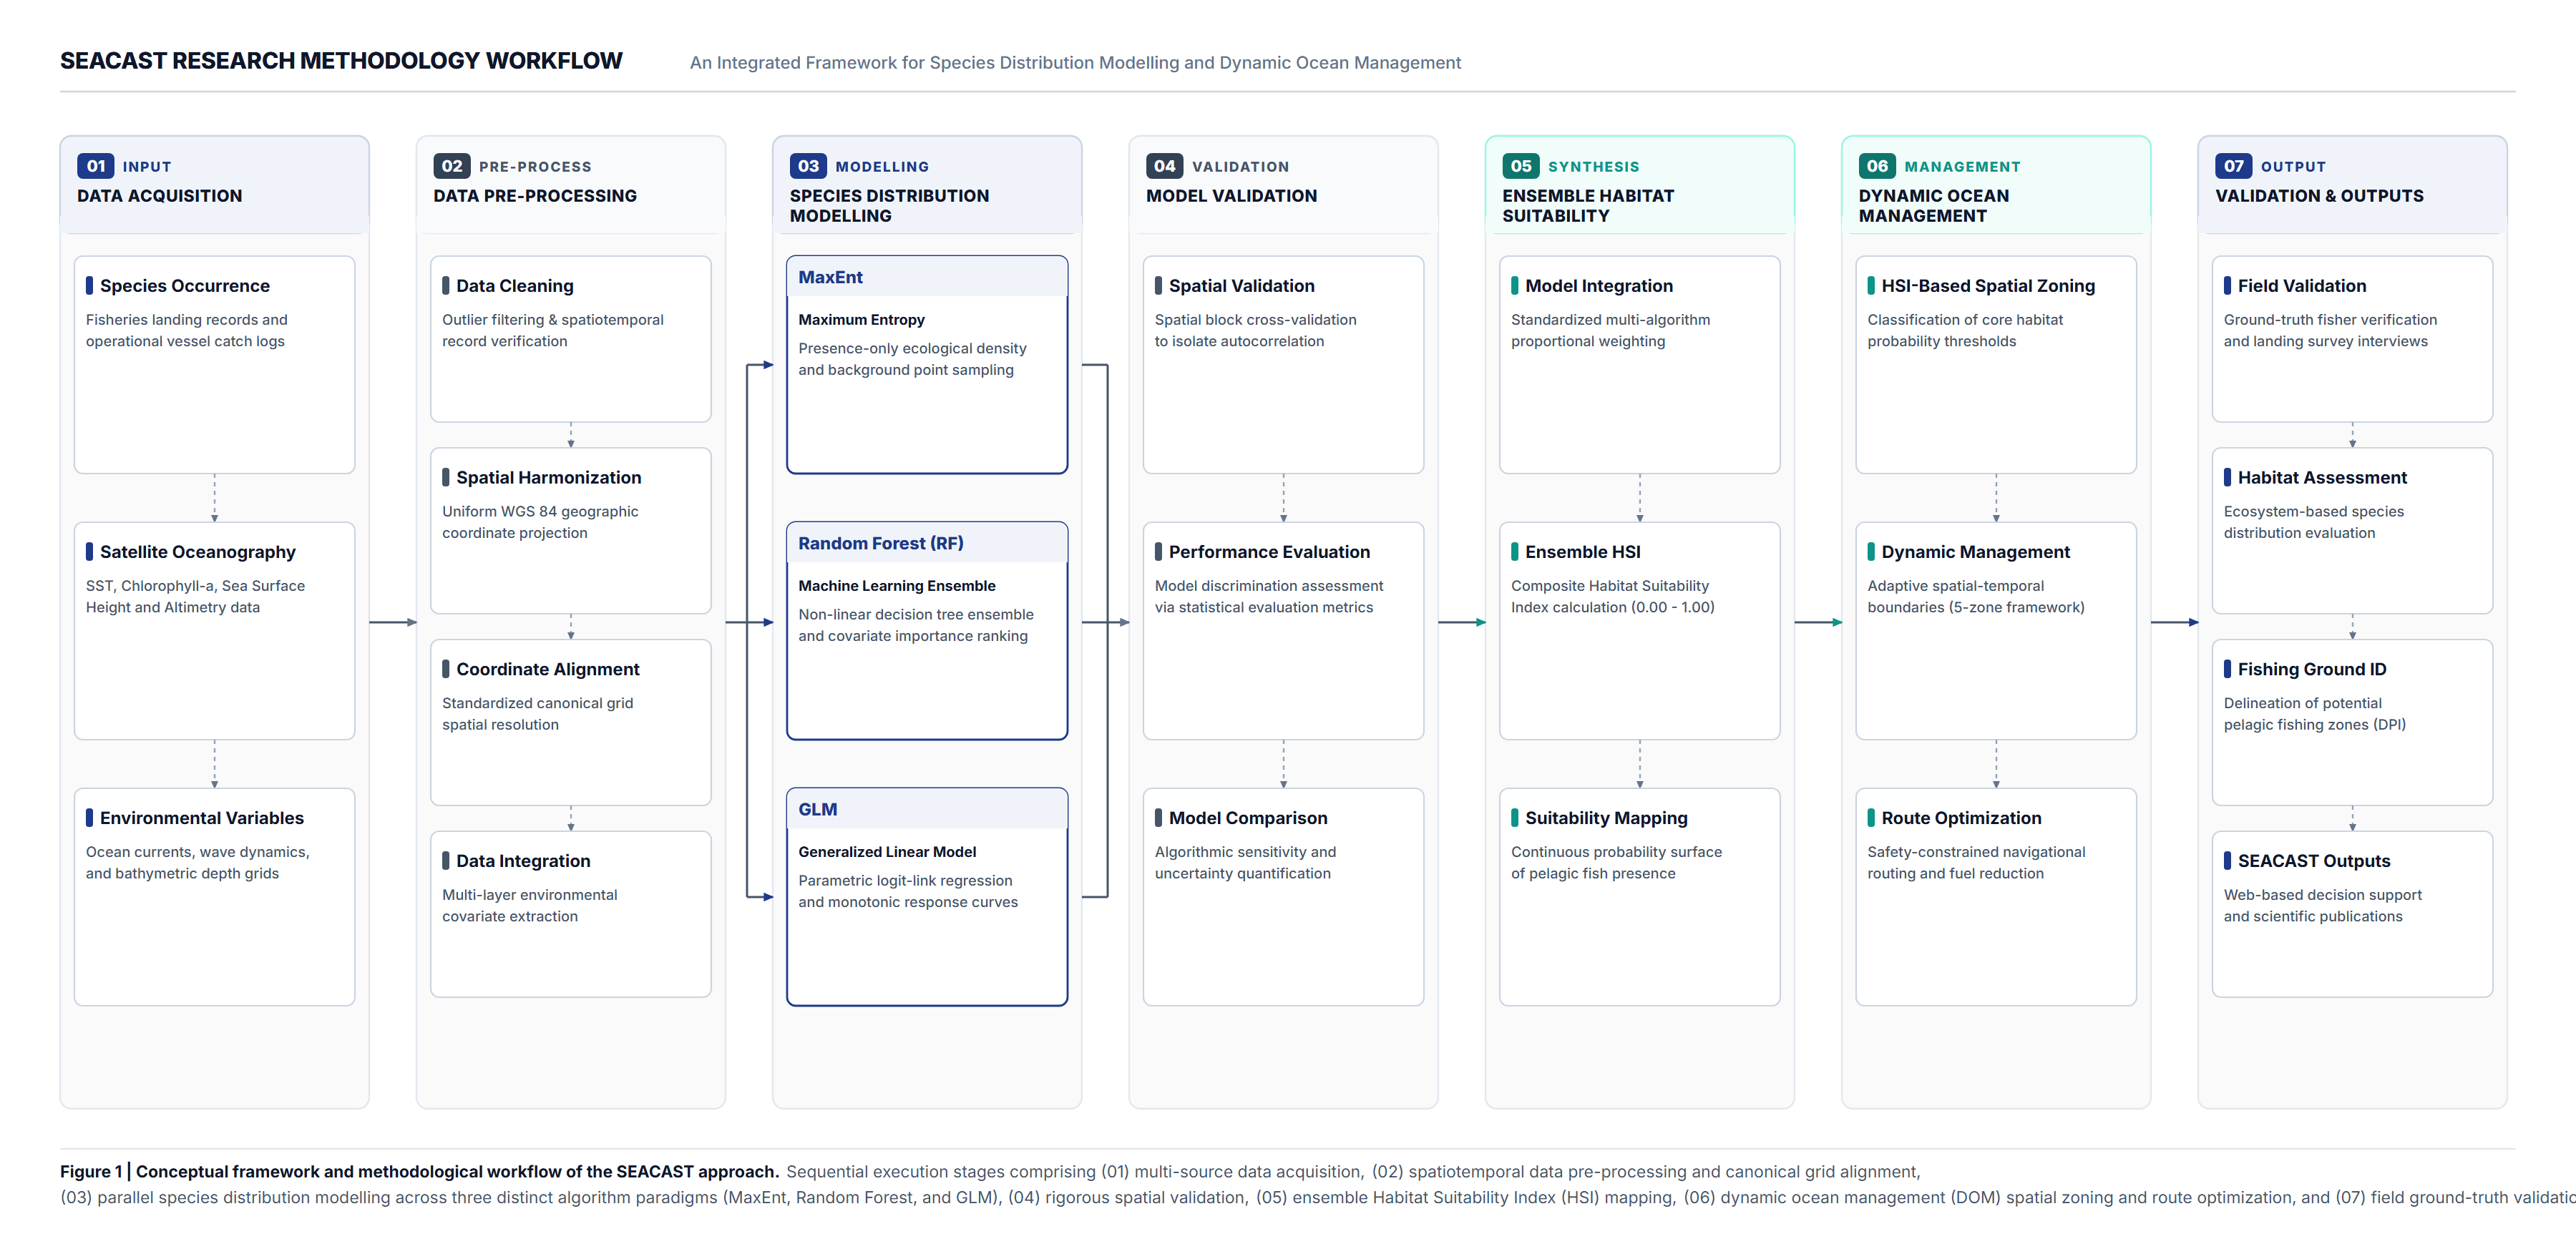 SEACAST RESEARCH METHODOLOGY WORKFLOW
An Integrated Framework for Species Distribution Modelling and Dynamic Ocean Management
01 INPUT
DATA ACQUISITION
Species Occurrence
Fisheries landing records and
operational vessel catch logs
Satellite Oceanography
SST, Chlorophyll-a, Sea Surface
Height and Altimetry data
Environmental Variables
Ocean currents, wave dynamics,
and bathymetric depth grids
02 PRE-PROCESS
DATA PRE-PROCESSING
Data Cleaning
Outlier filtering & spatiotemporal
record verification
Spatial Harmonization
Uniform WGS 84 geographic
coordinate projection
Coordinate Alignment
Standardized canonical grid
spatial resolution
Data Integration
Multi-layer environmental
covariate extraction
03 MODELLING
SPECIES DISTRIBUTION
MODELLING
MaxEnt
Maximum Entropy
Presence-only ecological density
and background point sampling
Random Forest (RF)
Machine Learning Ensemble
Non-linear decision tree ensemble
and covariate importance ranking
GLM
Generalized Linear Model
Parametric logit-link regression
and monotonic response curves
04 VALIDATION
MODEL VALIDATION
Spatial Validation
Spatial block cross-validation
to isolate autocorrelation
Performance Evaluation
Model discrimination assessment
via statistical evaluation metrics
Model Comparison
Algorithmic sensitivity and
uncertainty quantification
05 SYNTHESIS
ENSEMBLE HABITAT
SUITABILITY
Model Integration
Standardized multi-algorithm
proportional weighting
Ensemble HSI
Composite Habitat Suitability
Index calculation (0.00 - 1.00)
Suitability Mapping
Continuous probability surface
of pelagic fish presence
06 MANAGEMENT
DYNAMIC OCEAN
MANAGEMENT
HSI-Based Spatial Zoning
Classification of core habitat
probability thresholds
Dynamic Management
Adaptive spatial-temporal
boundaries (5-zone framework)
Route Optimization
Safety-constrained navigational
routing and fuel reduction
07 OUTPUT
VALIDATION & OUTPUTS
Field Validation
Ground-truth fisher verification
and landing survey interviews
Habitat Assessment
Ecosystem-based species
distribution evaluation
Fishing Ground ID
Delineation of potential
pelagic fishing zones (DPI)
SEACAST Outputs
Web-based decision support
and scientific publications
Figure 1 | Conceptual framework and methodological workflow of the SEACAST approach. Sequential execution stages comprising (01) multi-source data acquisition, (02) spatiotemporal data pre-processing and canonical grid alignment,
(03) parallel species distribution modelling across three distinct algorithm paradigms (MaxEnt, Random Forest, and GLM), (04) rigorous spatial validation, (05) ensemble Habitat Suitability Index (HSI) mapping, (06) dynamic ocean management (DOM) spatial zoning and route optimization, and (07) field ground-truth